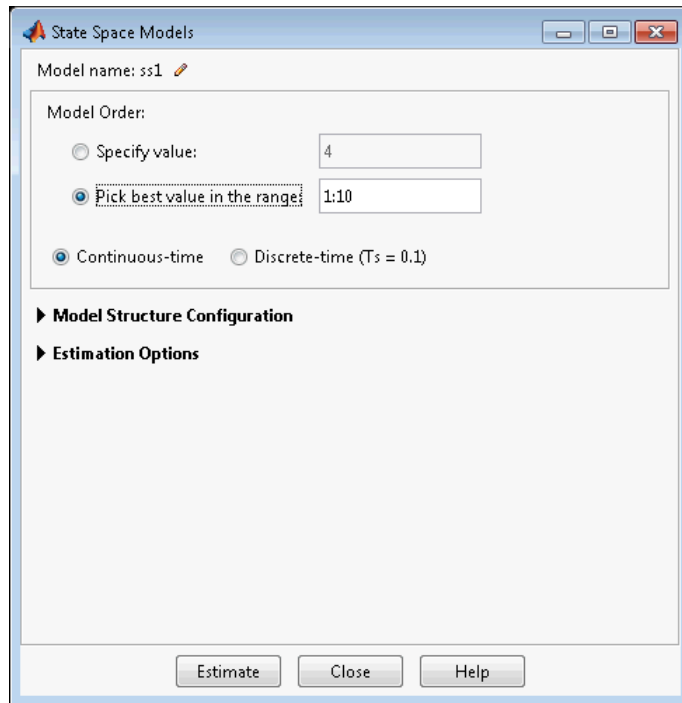 State Space Models
Model name: ss1
Model Order:
Specify value: 4
Pick best value in the range: 1:10
Continuous-time Discrete-time (Ts = 0.1)
Model Structure Configuration
Estimation Options
Estimate Close Help